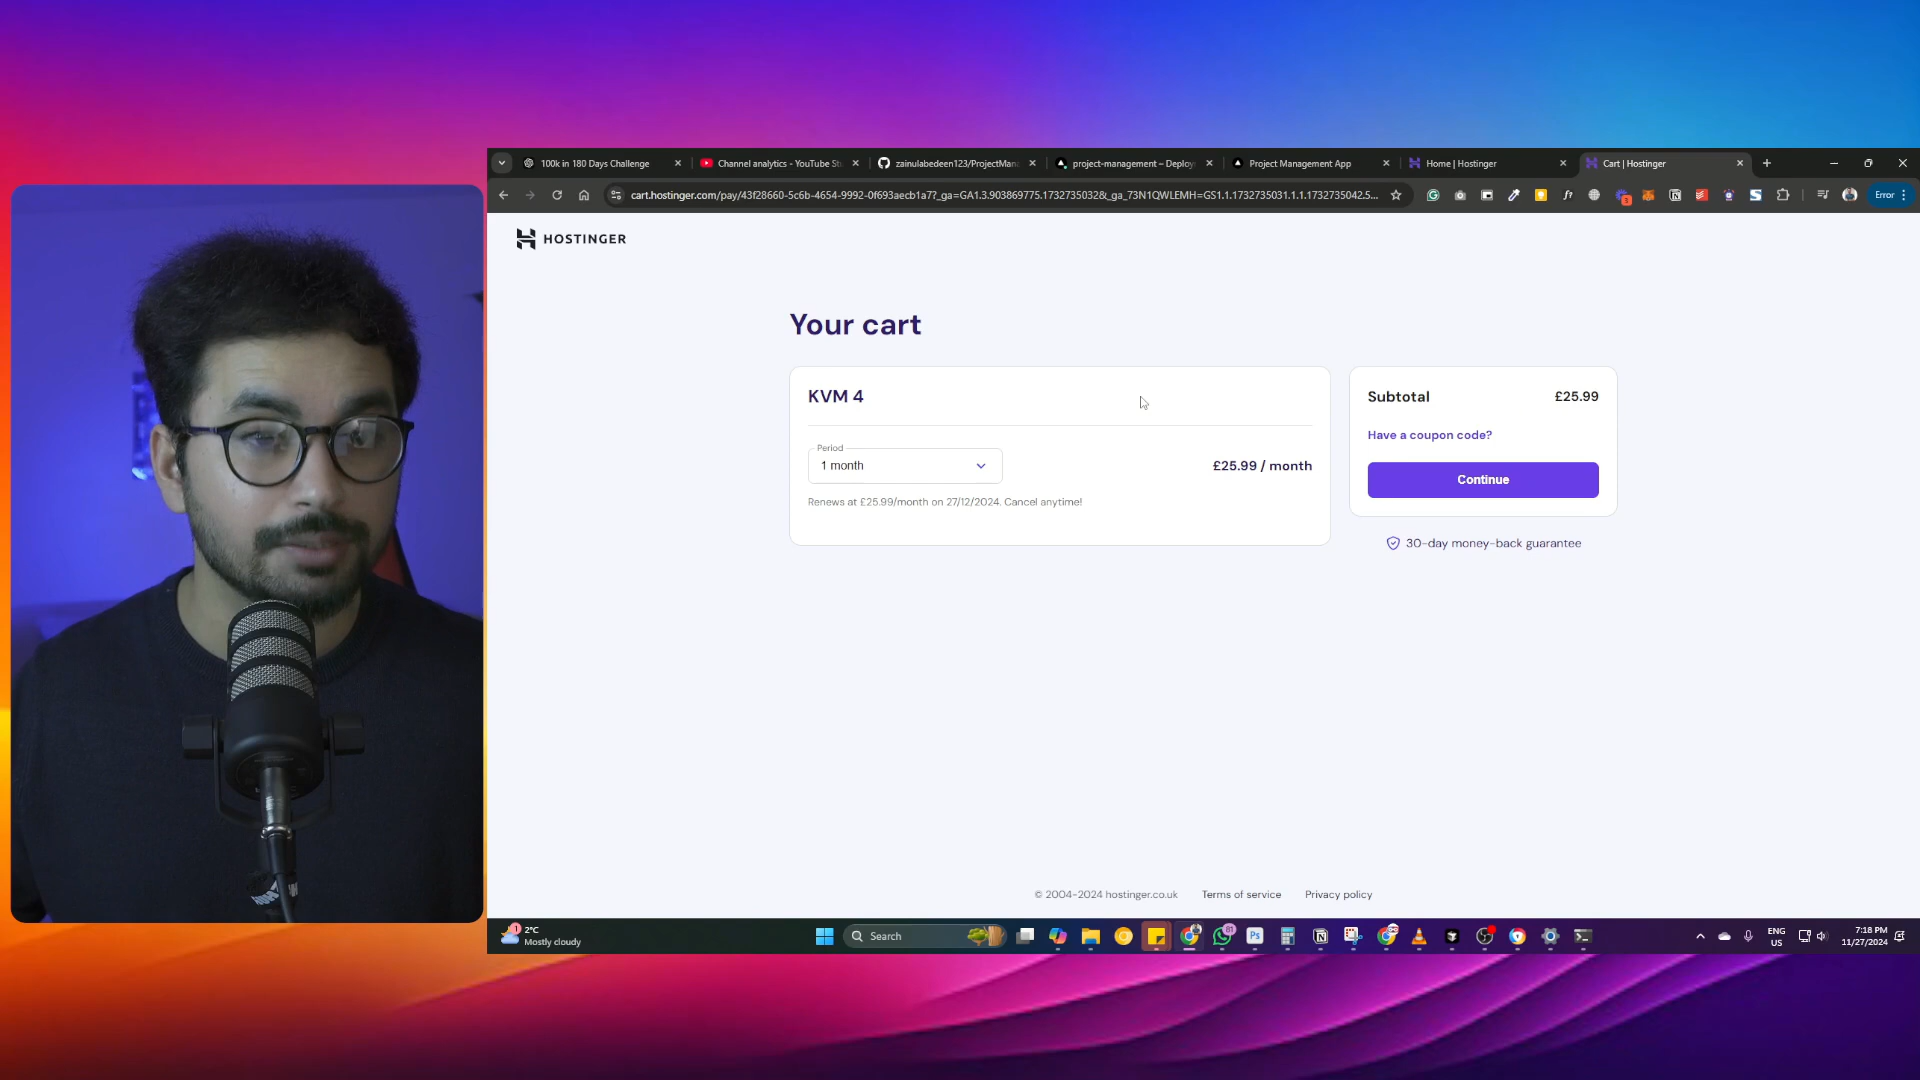 100k in 180 Days Challenge
Channel analytics - YouTube Stu
zainulabedeen123/ProjectMana
project-management – Deploy
Project Management App
Home | Hostinger
Cart | Hostinger
cart.hostinger.com/pay/43f28660-5c6b-4654-9992-0f693aecb1a7?_ga=GA1.3.903869775.1732735032&_ga_73N1QWLEMH=GS1.1.1732735031.1.1.1732735042.5...
Error
HOSTINGER
Your cart
KVM 4
Period
1 month
£25.99 / month
Renews at £25.99/month on 27/12/2024. Cancel anytime!
Subtotal
£25.99
Have a coupon code?
Continue
30-day money-back guarantee
© 2004-2024 hostinger.co.uk
Terms of service
Privacy policy
2°C
Mostly cloudy
Search
ENG
US
7:18 PM
11/27/2024